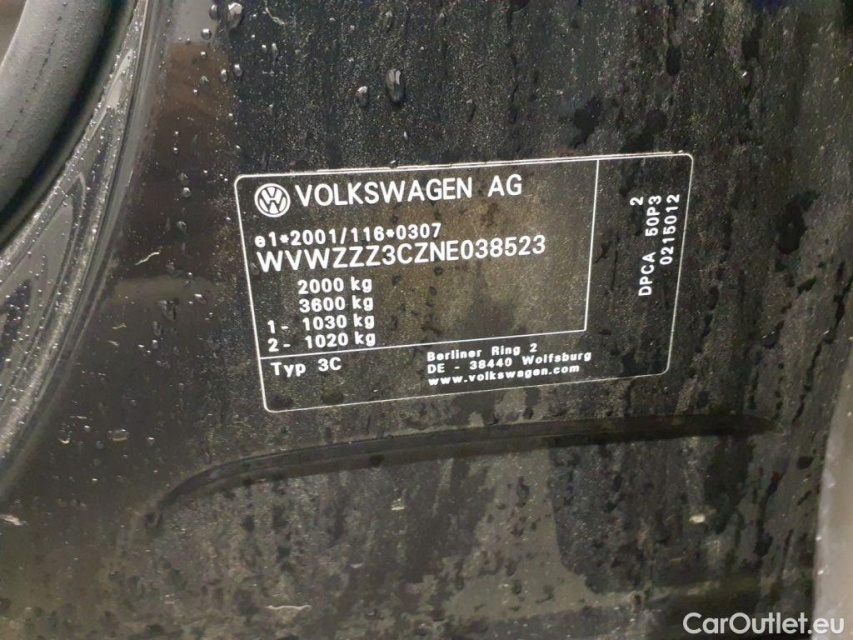 VOLKSWAGEN AG
e1*2001/116*0307
WVWZZZ3CZNE038523
2000 kg
3600 kg
1 - 1030 kg
2 - 1020 kg
Typ 3C
Berliner Ring 2
DE - 38440 Wolfsburg
www.volkswagen.com
2
DPCA 50P3
0215012
CarOutlet.eu